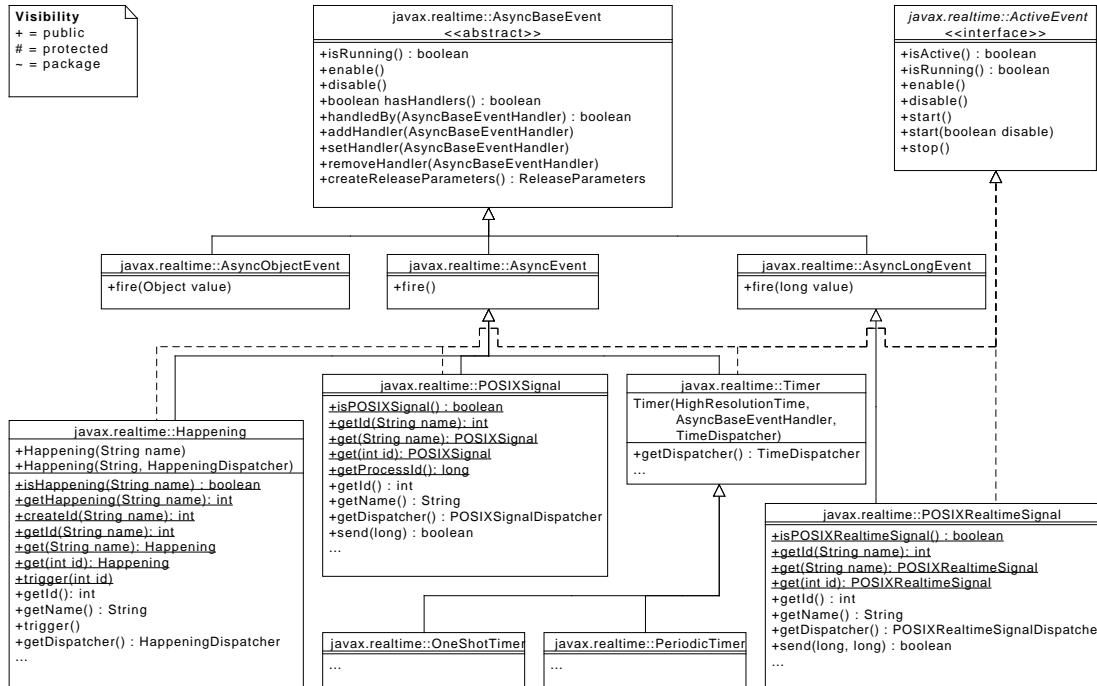 Visibility
+ = public
# = protected
~ = package
javax.realtime::AsyncBaseEvent
<<abstract>>
+isRunning() : boolean
+enable()
+disable()
+boolean hasHandlers() : boolean
+handledBy(AsyncBaseEventHandler) : boolean
+addHandler(AsyncBaseEventHandler)
+setHandler(AsyncBaseEventHandler)
+removeHandler(AsyncBaseEventHandler)
+createReleaseParameters() : ReleaseParameters
javax.realtime::ActiveEvent
<<interface>>
+isActive() : boolean
+isRunning() : boolean
+enable()
+disable()
+start()
+start(boolean disable)
+stop()
javax.realtime::AsyncObjectEvent
+fire(Object value)
javax.realtime::AsyncEvent
+fire()
javax.realtime::AsyncLongEvent
+fire(long value)
javax.realtime::Happening
+Happening(String name)
+Happening(String, HappeningDispatcher)
+isHappening(String name) : boolean
+getHappening(String name): int
+createId(String name): int
+getId(String name): int
+get(String name): Happening
+get(int id): Happening
+trigger(int id)
+getId(): int
+getName() : String
+trigger()
+getDispatcher() : HappeningDispatcher
...
javax.realtime::POSIXSignal
+isPOSIXSignal() : boolean
+getId(String name): int
+get(String name): POSIXSignal
+get(int id): POSIXSignal
+getProcessId(): long
+getId() : int
+getName() : String
+getDispatcher() : POSIXSignalDispatcher
+send(long) : boolean
...
javax.realtime::Timer
Timer(HighResolutionTime,
AsyncBaseEventHandler,
TimeDispatcher)
+getDispatcher() : TimeDispatcher
...
javax.realtime::POSIXRealtimeSignal
+isPOSIXRealtimeSignal() : boolean
+getId(String name): int
+get(String name): POSIXRealtimeSignal
+get(int id): POSIXRealtimeSignal
+getId() : int
+getName() : String
+getDispatcher() : POSIXRealtimeSignalDispatche
+send(long, long) : boolean
...
javax.realtime::OneShotTimer
...
javax.realtime::PeriodicTimer
...